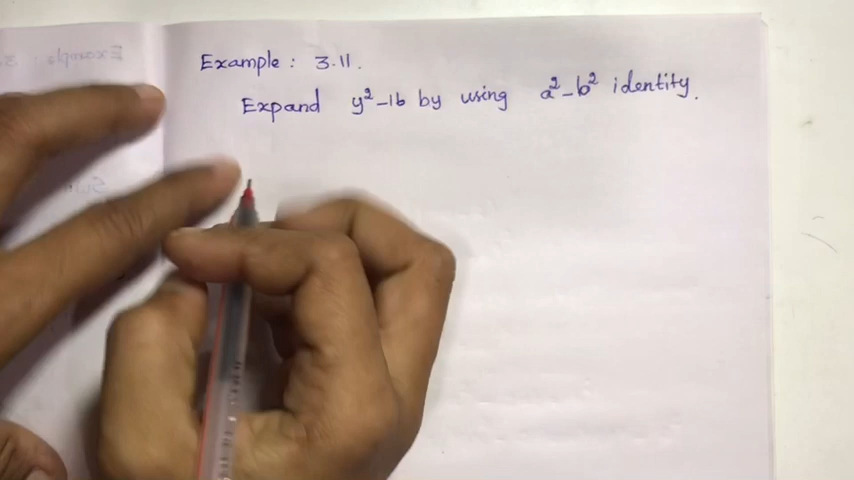 Example : 3.11.
Expand y²-16 by using a²-b² identity.